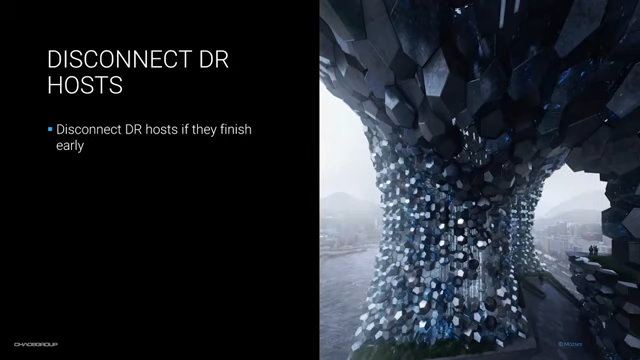 DISCONNECT DR
HOSTS
Disconnect DR hosts if they finish
early
CHAOSGROUP